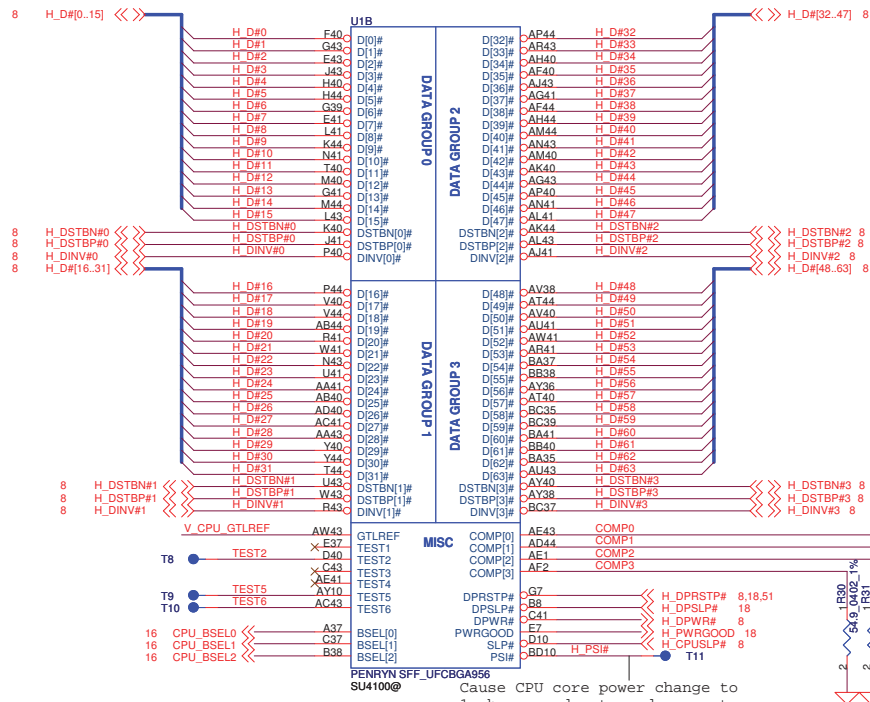 U1B
8 H_D#[0..15] H_D#[32..47] 8
H_D#0 F40 D[0]# D[32]# AP44 H_D#32
H_D#1 G43 D[1]# D[33]# AR43 H_D#33
H_D#2 E43 D[2]# D[34]# AH40 H_D#34
H_D#3 J43 D[3]# D[35]# AF40 H_D#35
H_D#4 H40 D[4]# D[36]# AJ43 H_D#36
H_D#5 H44 D[5]# D[37]# AG41 H_D#37
H_D#6 G39 D[6]# D[38]# AF44 H_D#38
H_D#7 E41 D[7]# D[39]# AH44 H_D#39
H_D#8 L41 D[8]# D[40]# AM44 H_D#40
H_D#9 K44 D[9]# D[41]# AN43 H_D#41
H_D#10 N41 D[10]# D[42]# AM40 H_D#42
H_D#11 T40 D[11]# D[43]# AK40 H_D#43
H_D#12 M40 D[12]# D[44]# AG43 H_D#44
H_D#13 G41 D[13]# D[45]# AP40 H_D#45
H_D#14 M44 D[14]# D[46]# AN41 H_D#46
H_D#15 L43 D[15]# D[47]# AL41 H_D#47
DATA GROUP 0
DATA GROUP 2
8 H_DSTBN#0 H_DSTBN#0 K40 DSTBN[0]# DSTBN[2]# AK44 H_DSTBN#2 H_DSTBN#2 8
8 H_DSTBP#0 H_DSTBP#0 J41 DSTBP[0]# DSTBP[2]# AL43 H_DSTBP#2 H_DSTBP#2 8
8 H_DINV#0 H_DINV#0 P40 DINV[0]# DINV[2]# AJ41 H_DINV#2 H_DINV#2 8
8 H_D#[16..31] H_D#[48..63] 8
H_D#16 P44 D[16]# D[48]# AV38 H_D#48
H_D#17 V40 D[17]# D[49]# AT44 H_D#49
H_D#18 V44 D[18]# D[50]# AV40 H_D#50
H_D#19 AB44 D[19]# D[51]# AU41 H_D#51
H_D#20 R41 D[20]# D[52]# AW41 H_D#52
H_D#21 W41 D[21]# D[53]# AR41 H_D#53
H_D#22 N43 D[22]# D[54]# BA37 H_D#54
H_D#23 U41 D[23]# D[55]# BB38 H_D#55
H_D#24 AA41 D[24]# D[56]# AY36 H_D#56
H_D#25 AB40 D[25]# D[57]# AT40 H_D#57
H_D#26 AD40 D[26]# D[58]# BC35 H_D#58
H_D#27 AC41 D[27]# D[59]# BC39 H_D#59
H_D#28 AA43 D[28]# D[60]# BA41 H_D#60
H_D#29 Y40 D[29]# D[61]# BB40 H_D#61
H_D#30 Y44 D[30]# D[62]# BA35 H_D#62
H_D#31 T44 D[31]# D[63]# AU43 H_D#63
DATA GROUP 1
DATA GROUP 3
8 H_DSTBN#1 H_DSTBN#1 U43 DSTBN[1]# DSTBN[3]# AY40 H_DSTBN#3 H_DSTBN#3 8
8 H_DSTBP#1 H_DSTBP#1 W43 DSTBP[1]# DSTBP[3]# AY38 H_DSTBP#3 H_DSTBP#3 8
8 H_DINV#1 H_DINV#1 R43 DINV[1]# DINV[3]# BC37 H_DINV#3 H_DINV#3 8
MISC
V_CPU_GTLREF AW43 GTLREF COMP[0] AE43 COMP0
E37 TEST1 COMP[1] AD44 COMP1
T8 TEST2 D40 TEST2 COMP[2] AE1 COMP2
C43 TEST3 COMP[3] AF2 COMP3
AE41 TEST4
T9 TEST5 AY10 TEST5 DPRSTP# G7 H_DPRSTP# 8,18,51
T10 TEST6 AC43 TEST6 DPSLP# B8 H_DPSLP# 18
DPWR# C41 H_DPWR# 8
16 CPU_BSEL0 A37 BSEL[0] PWRGOOD E7 H_PWRGOOD 18
16 CPU_BSEL1 C37 BSEL[1] SLP# D10 H_CPUSLP# 8
16 CPU_BSEL2 B38 BSEL[2] PSI# BD10 H_PSI# T11
PENRYN SFF_UFCBGA956
SU4100@
1 R30
54.9_0402_1%
2
1 R31
2
Cause CPU core power change to